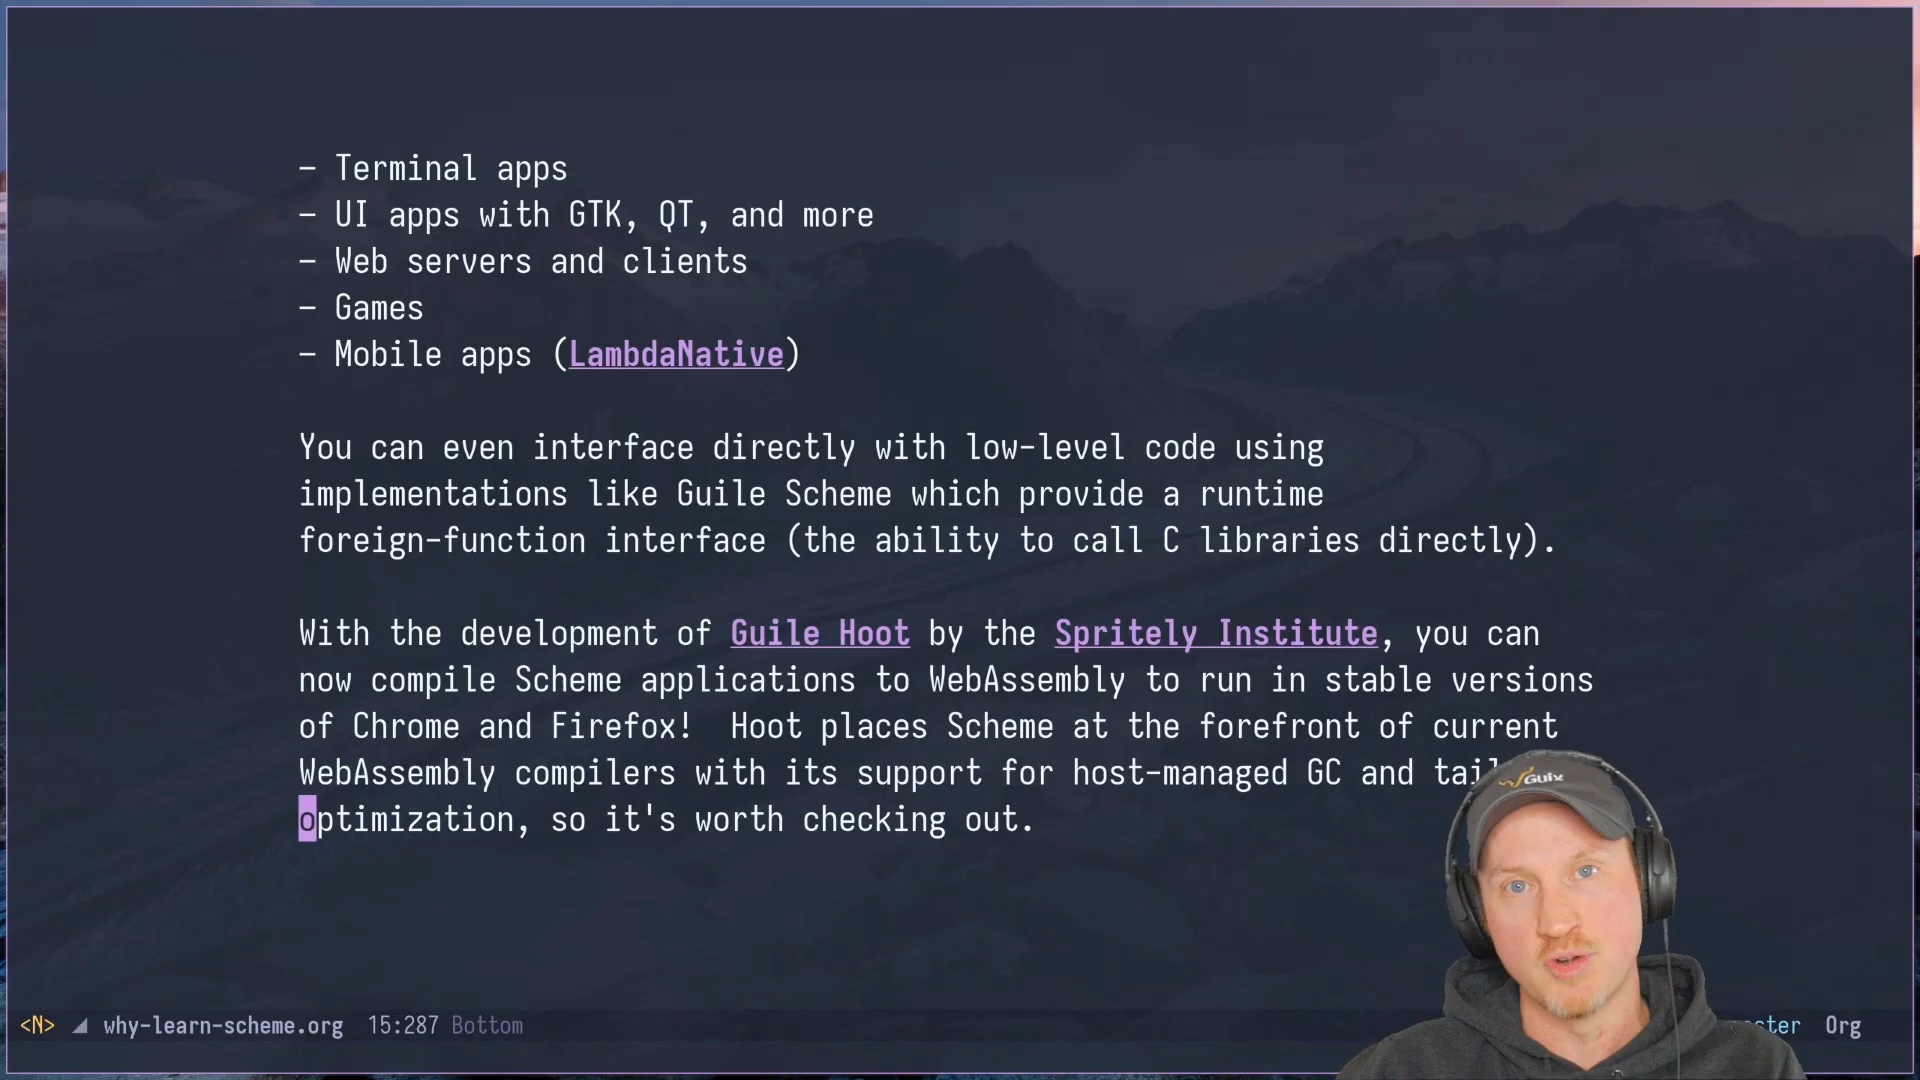 – Terminal apps
– UI apps with GTK, QT, and more
– Web servers and clients
– Games
– Mobile apps (LambdaNative)
You can even interface directly with low-level code using
implementations like Guile Scheme which provide a runtime
foreign-function interface (the ability to call C libraries directly).
With the development of Guile Hoot by the Spritely Institute, you can
now compile Scheme applications to WebAssembly to run in stable versions
of Chrome and Firefox!  Hoot places Scheme at the forefront of current
WebAssembly compilers with its support for host-managed GC and tail
optimization, so it's worth checking out.
Guix
<N> why-learn-scheme.org 15:287 Bottom Org